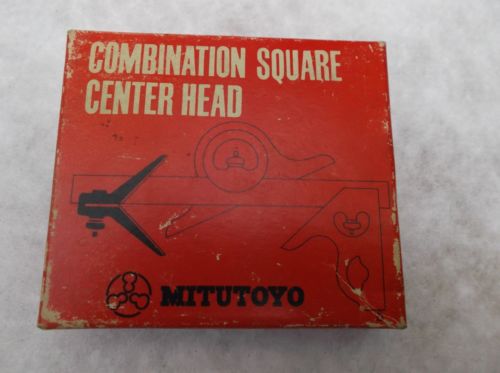 COMBINATION SQUARE
CENTER HEAD
MITUTOYO